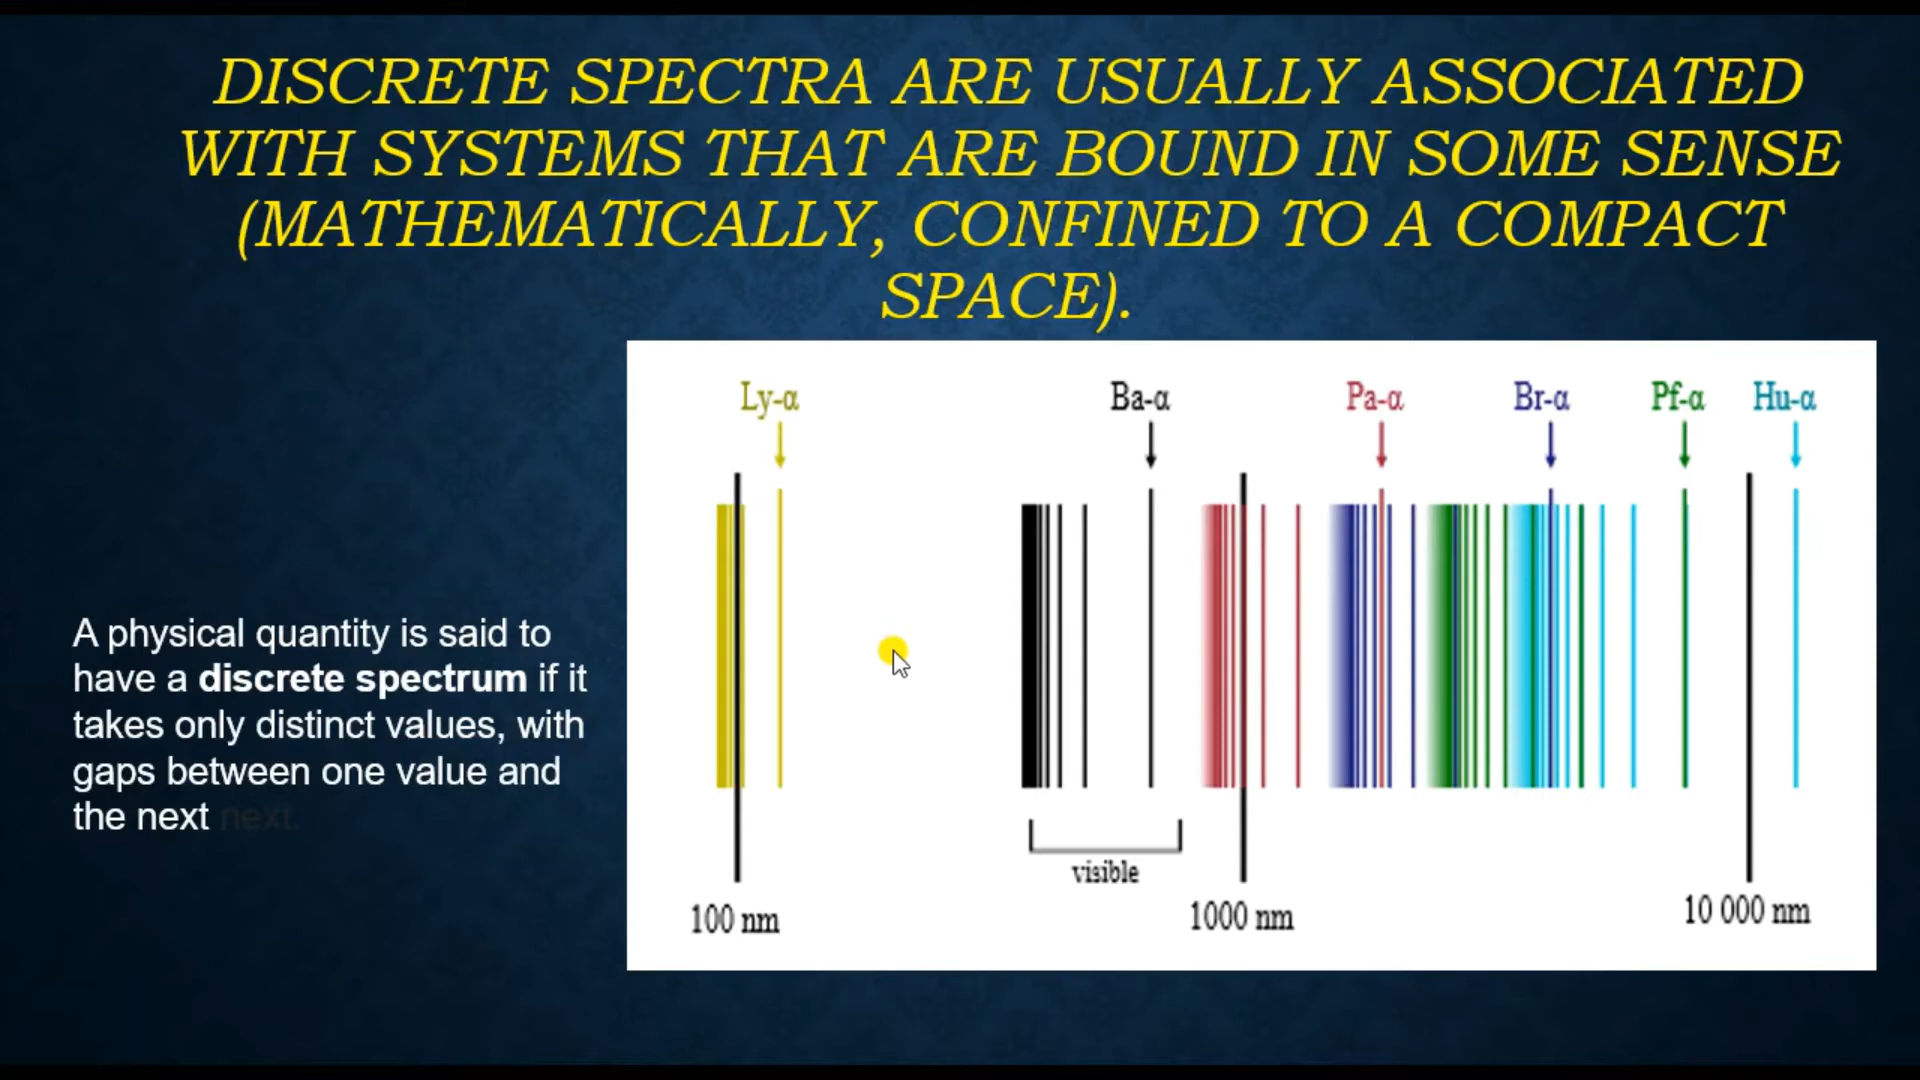 DISCRETE SPECTRA ARE USUALLY ASSOCIATED
WITH SYSTEMS THAT ARE BOUND IN SOME SENSE
(MATHEMATICALLY, CONFINED TO A COMPACT
SPACE).
Ly-α Ba-α Pa-α Br-α Pf-α Hu-α
A physical quantity is said to
have a discrete spectrum if it
takes only distinct values, with
gaps between one value and
the next next.
visible
100 nm 1000 nm 10 000 nm